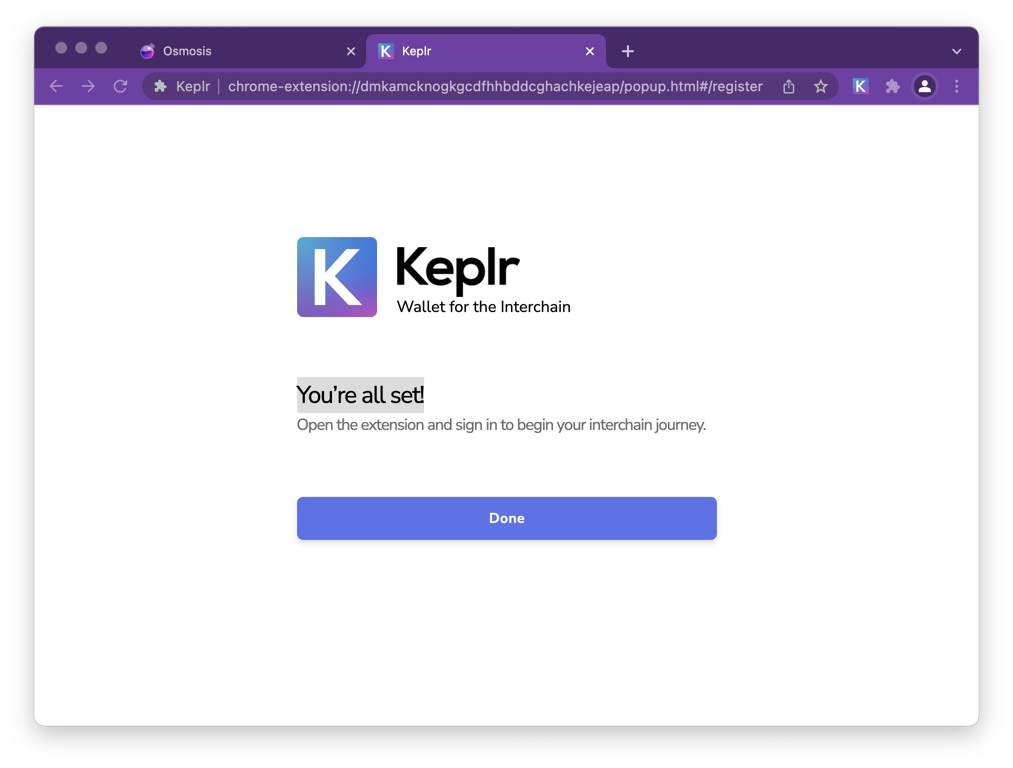 Osmosis
Keplr
Keplr
chrome-extension://dmkamcknogkgcdfhhbddcghachkejeap/popup.html#/register
K
K
K
Keplr
Wallet for the Interchain
You're all set!
Open the extension and sign in to begin your interchain journey.
Done